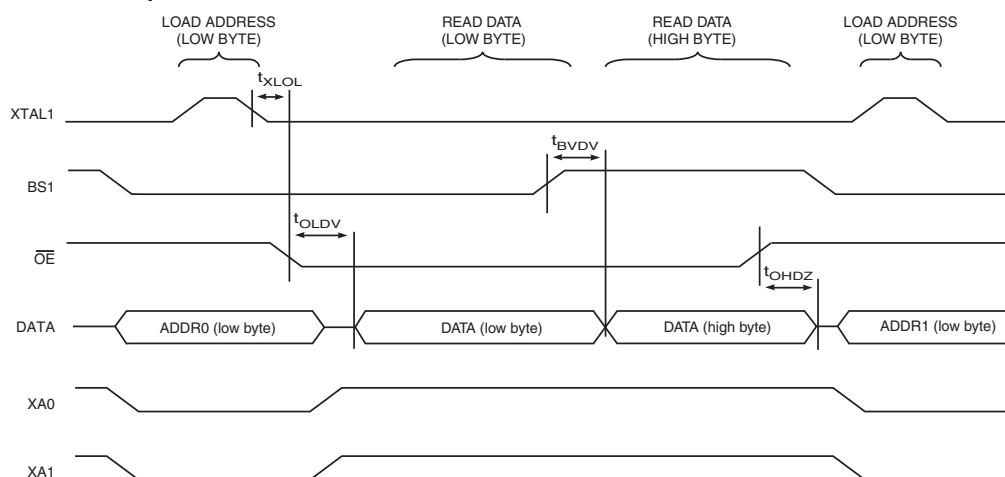 LOAD ADDRESS
(LOW BYTE)
READ DATA
(LOW BYTE)
READ DATA
(HIGH BYTE)
LOAD ADDRESS
(LOW BYTE)
tXLOL
XTAL1
tBVDV
BS1
tOLDV
OE
tOHDZ
DATA
ADDR0 (low byte)
DATA (low byte)
DATA (high byte)
ADDR1 (low byte)
XA0
XA1